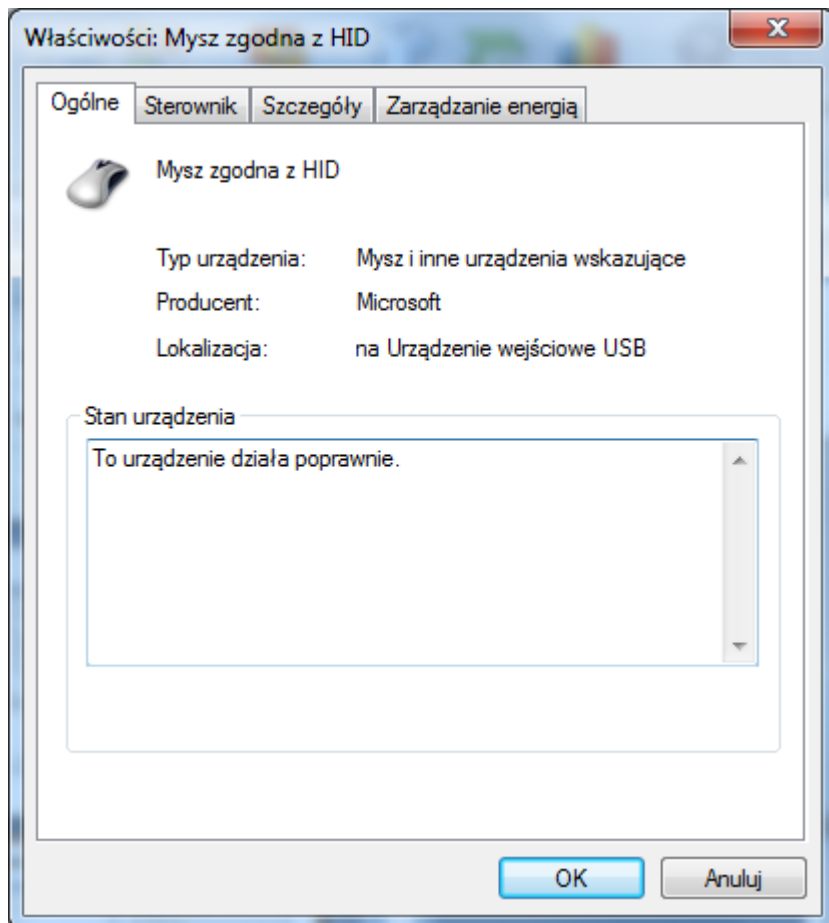 Właściwości: Mysz zgodna z HID
Ogólne Sterownik Szczegóły Zarządzanie energią
Mysz zgodna z HID
Typ urządzenia: Mysz i inne urządzenia wskazujące
Producent: Microsoft
Lokalizacja: na Urządzenie wejściowe USB
Stan urządzenia
To urządzenie działa poprawnie.
OK Anuluj